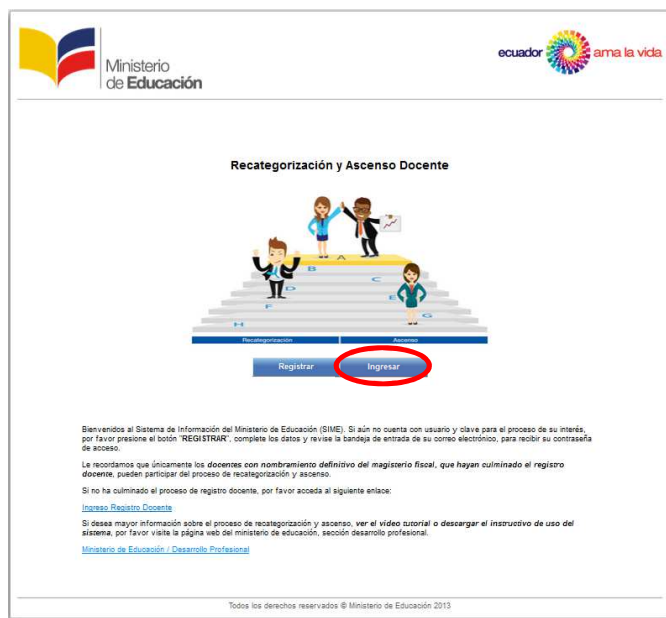 Ministerio
de Educación
ecuador ama la vida
Recategorización y Ascenso Docente
A
B
C
D
E
F
G
H
Recategorización Ascenso
Registrar Ingresar
Bienvenidos al Sistema de Información del Ministerio de Educación (SIME). Si aún no cuenta con usuario y clave para el proceso de su interés,
por favor presione el botón "REGISTRAR", complete los datos y revise la bandeja de entrada de su correo electrónico, para recibir su contraseña
de acceso.
Le recordamos que únicamente los docentes con nombramiento definitivo del magisterio fiscal, que hayan culminado el registro
docente, pueden participar del proceso de recategorización y ascenso.
Si no ha culminado el proceso de registro docente, por favor acceda al siguiente enlace:
Ingreso Registro Docente
Si desea mayor información sobre el proceso de recategorización y ascenso, ver el video tutorial o descargar el instructivo de uso del
sistema, por favor visite la página web del ministerio de educación, sección desarrollo profesional.
Ministerio de Educación / Desarrollo Profesional
Todos los derechos reservados © Ministerio de Educación 2013